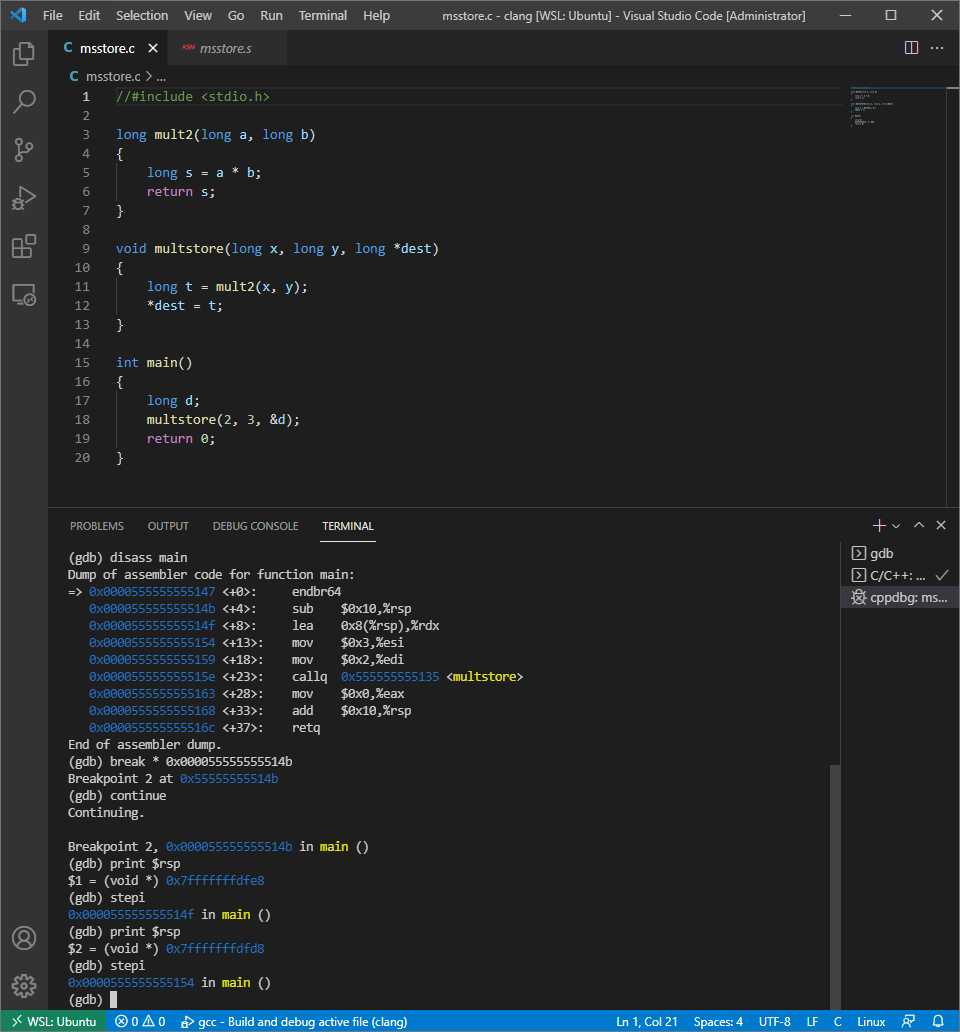 File Edit Selection View Go Run Terminal Help msstore.c - clang [WSL: Ubuntu] - Visual Studio Code [Administrator]
C msstore.c ASM msstore.s
C msstore.c > ...
1 //#include <stdio.h>
2
3 long mult2(long a, long b)
4 {
5 long s = a * b;
6 return s;
7 }
8
9 void multstore(long x, long y, long *dest)
10 {
11 long t = mult2(x, y);
12 *dest = t;
13 }
14
15 int main()
16 {
17 long d;
18 multstore(2, 3, &d);
19 return 0;
20 }
PROBLEMS OUTPUT DEBUG CONSOLE TERMINAL
(gdb) disass main
Dump of assembler code for function main:
=> 0x0000555555555147 <+0>: endbr64
0x000055555555514b <+4>: sub $0x10,%rsp
0x000055555555514f <+8>: lea 0x8(%rsp),%rdx
0x0000555555555154 <+13>: mov $0x3,%esi
0x0000555555555159 <+18>: mov $0x2,%edi
0x000055555555515e <+23>: callq 0x555555555135 <multstore>
0x0000555555555163 <+28>: mov $0x0,%eax
0x0000555555555168 <+33>: add $0x10,%rsp
0x000055555555516c <+37>: retq
End of assembler dump.
(gdb) break * 0x000055555555514b
Breakpoint 2 at 0x55555555514b
(gdb) continue
Continuing.
Breakpoint 2, 0x000055555555514b in main ()
(gdb) print $rsp
$1 = (void *) 0x7fffffffdfe8
(gdb) stepi
0x000055555555514f in main ()
(gdb) print $rsp
$2 = (void *) 0x7fffffffdfd8
(gdb) stepi
0x0000555555555154 in main ()
(gdb)
gdb
C/C++: ...
cppdbg: ms...
WSL: Ubuntu 0 0 gcc - Build and debug active file (clang) Ln 1, Col 21 Spaces: 4 UTF-8 LF C Linux